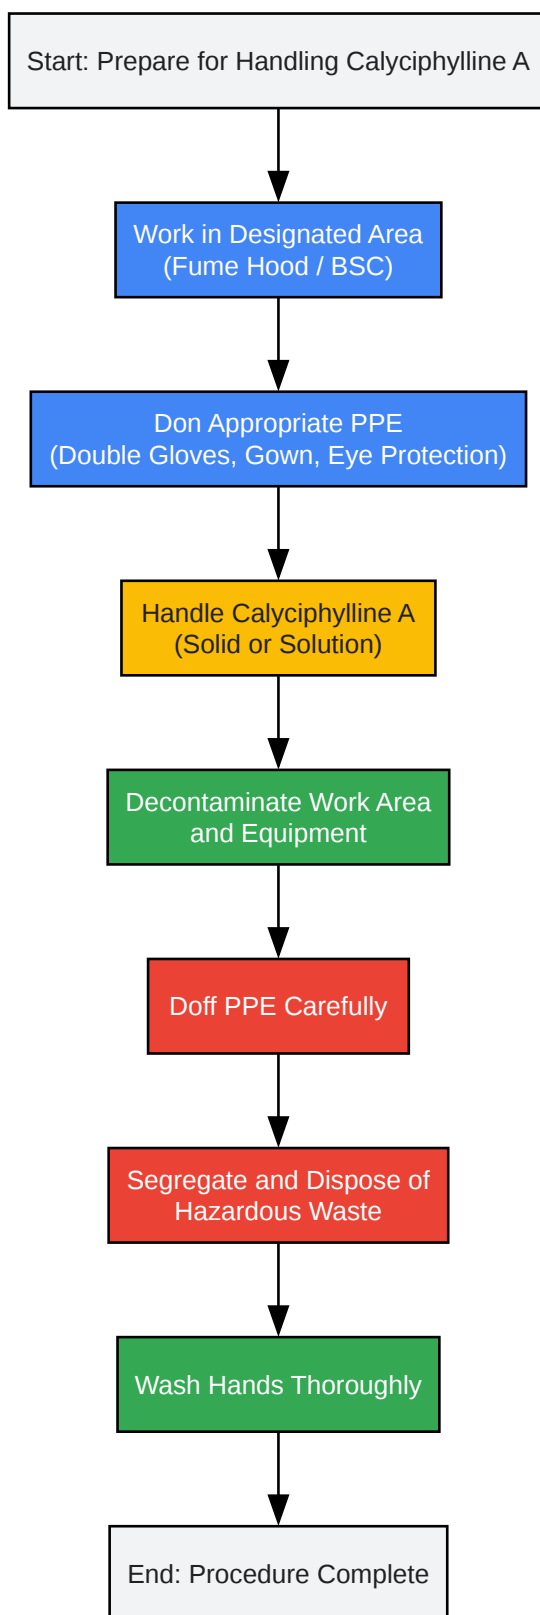 Start: Prepare for Handling Calyciphylline A
Work in Designated Area
(Fume Hood / BSC)
Don Appropriate PPE
(Double Gloves, Gown, Eye Protection)
Handle Calyciphylline A
(Solid or Solution)
Decontaminate Work Area
and Equipment
Doff PPE Carefully
Segregate and Dispose of
Hazardous Waste
Wash Hands Thoroughly
End: Procedure Complete